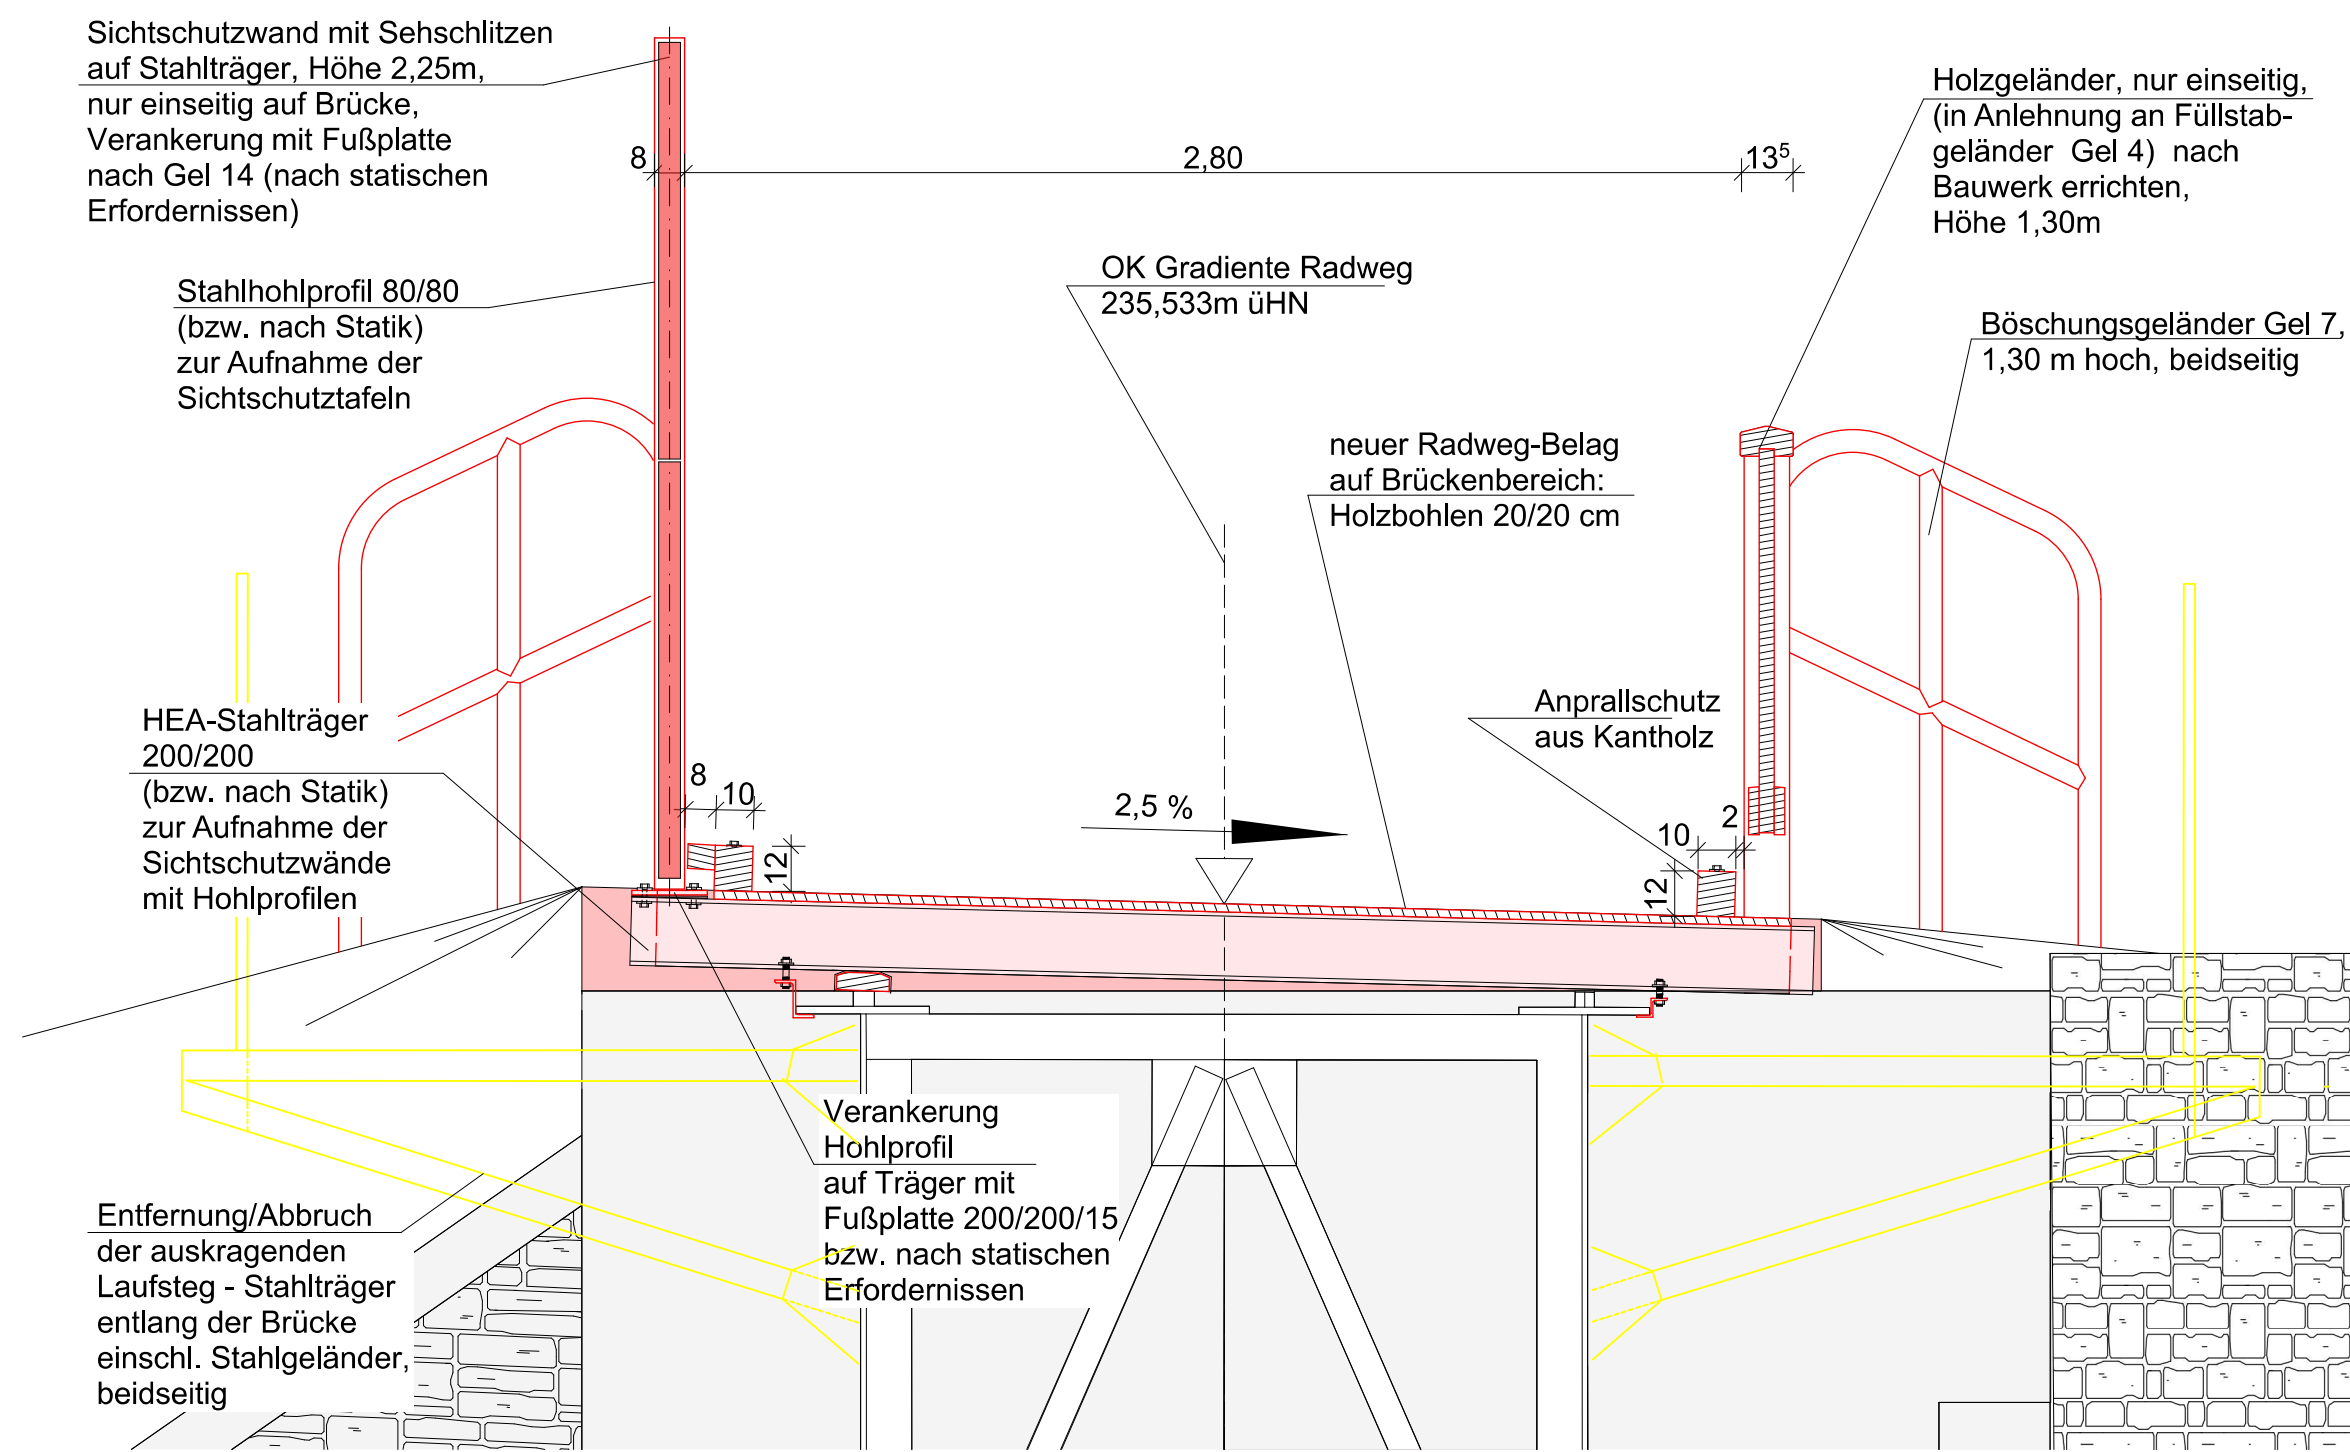 Sichtschutzwand mit Sehschlitzen
auf Stahlträger, Höhe 2,25m,
nur einseitig auf Brücke,
Verankerung mit Fußplatte
nach Gel 14 (nach statischen
Erfordernissen)
8
2,80
13⁵
Holzgeländer, nur einseitig,
(in Anlehnung an Füllstab-
geländer  Gel 4)  nach
Bauwerk errichten,
Höhe 1,30m
Stahlhohlprofil 80/80
(bzw. nach Statik)
zur Aufnahme der
Sichtschutztafeln
OK Gradiente Radweg
235,533m üHN
Böschungsgeländer Gel 7,
1,30 m hoch, beidseitig
neuer Radweg-Belag
auf Brückenbereich:
Holzbohlen 20/20 cm
HEA-Stahlträger
200/200
(bzw. nach Statik)
zur Aufnahme der
Sichtschutzwände
mit Hohlprofilen
8
10
12
2,5 %
Anprallschutz
aus Kantholz
10
2
12
Verankerung
Hohlprofil
auf Träger mit
Fußplatte 200/200/15
bzw. nach statischen
Erfordernissen
Entfernung/Abbruch
der auskragenden
Laufsteg - Stahlträger
entlang der Brücke
einschl. Stahlgeländer,
beidseitig